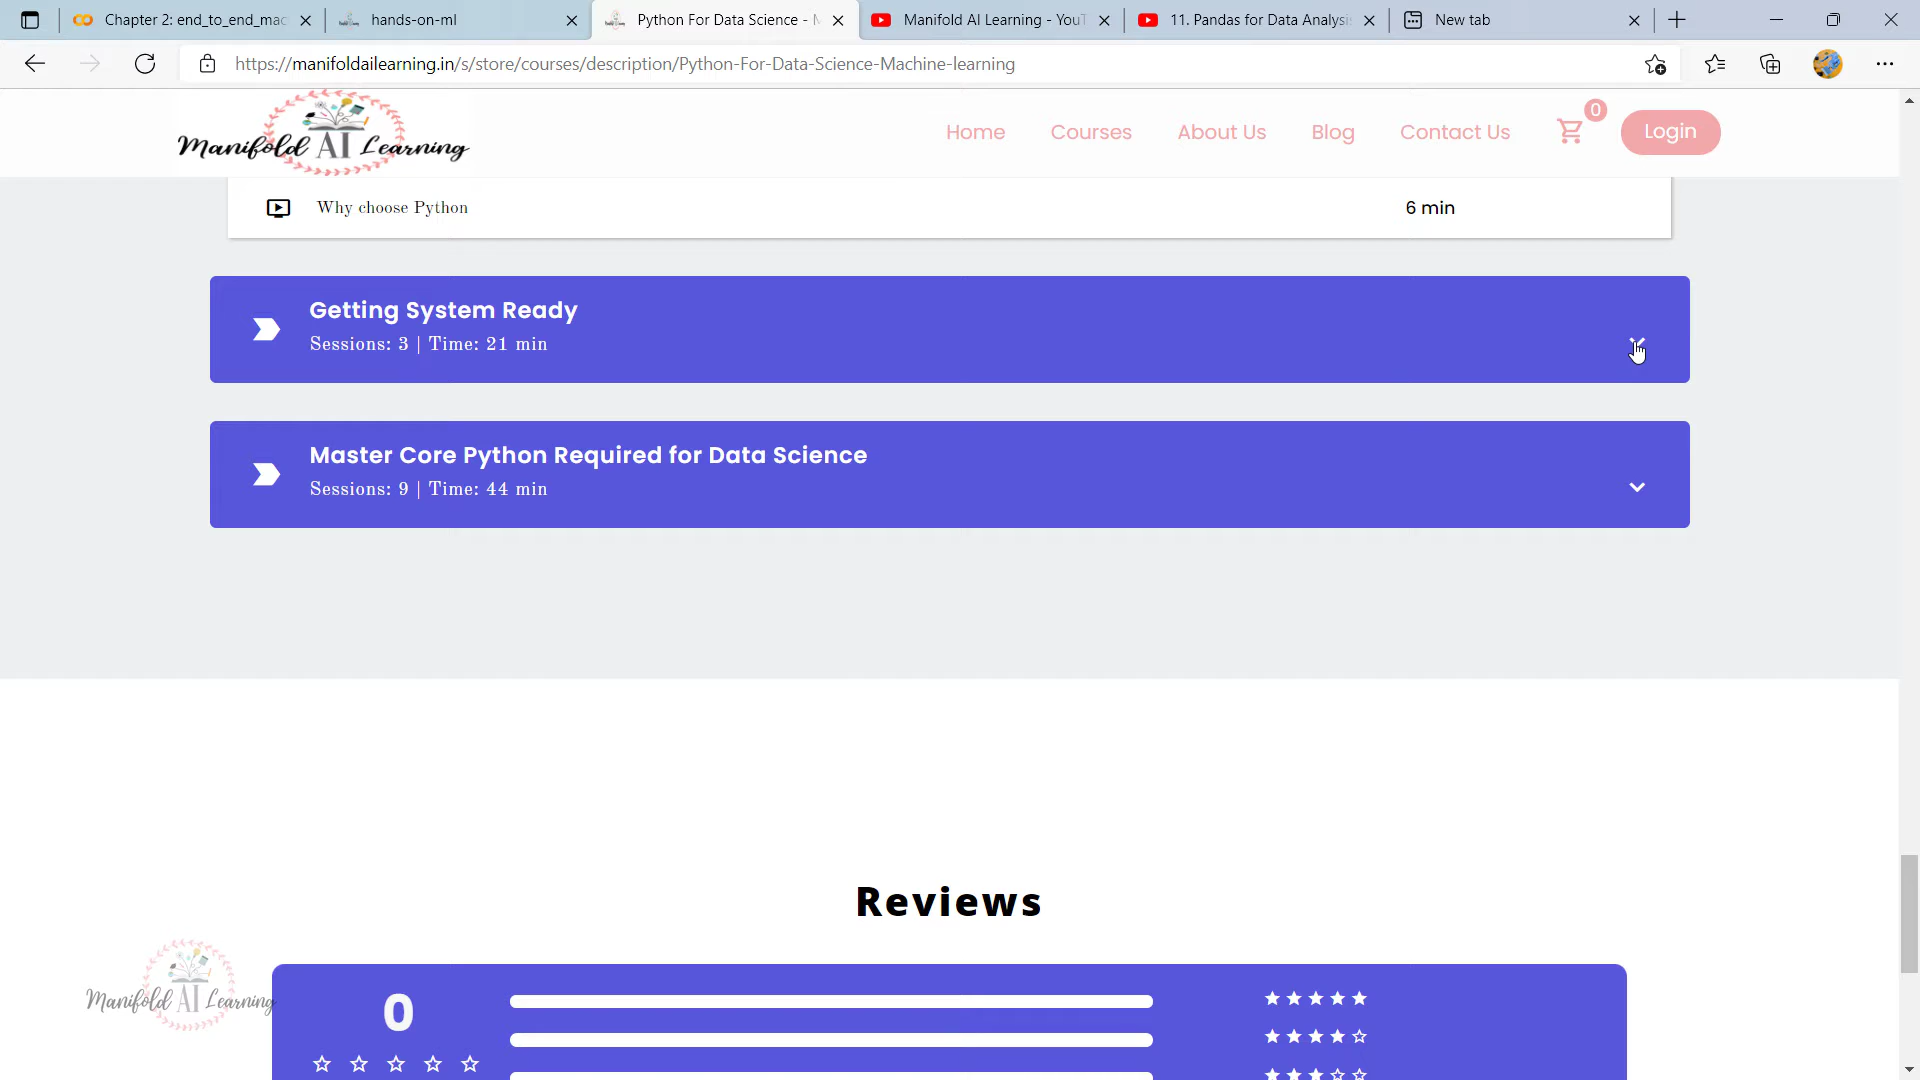 Chapter 2: end_to_end_mac
hands-on-ml
Python For Data Science - M
Manifold AI Learning - YouT
11. Pandas for Data Analysis
New tab
https://manifoldailearning.in/s/store/courses/description/Python-For-Data-Science-Machine-learning
Manifold AI Learning
Home
Courses
About Us
Blog
Contact Us
0
Login
Why choose Python
6 min
Getting System Ready
Sessions: 3 | Time: 21 min
Master Core Python Required for Data Science
Sessions: 9 | Time: 44 min
Reviews
Manifold AI Learning
0